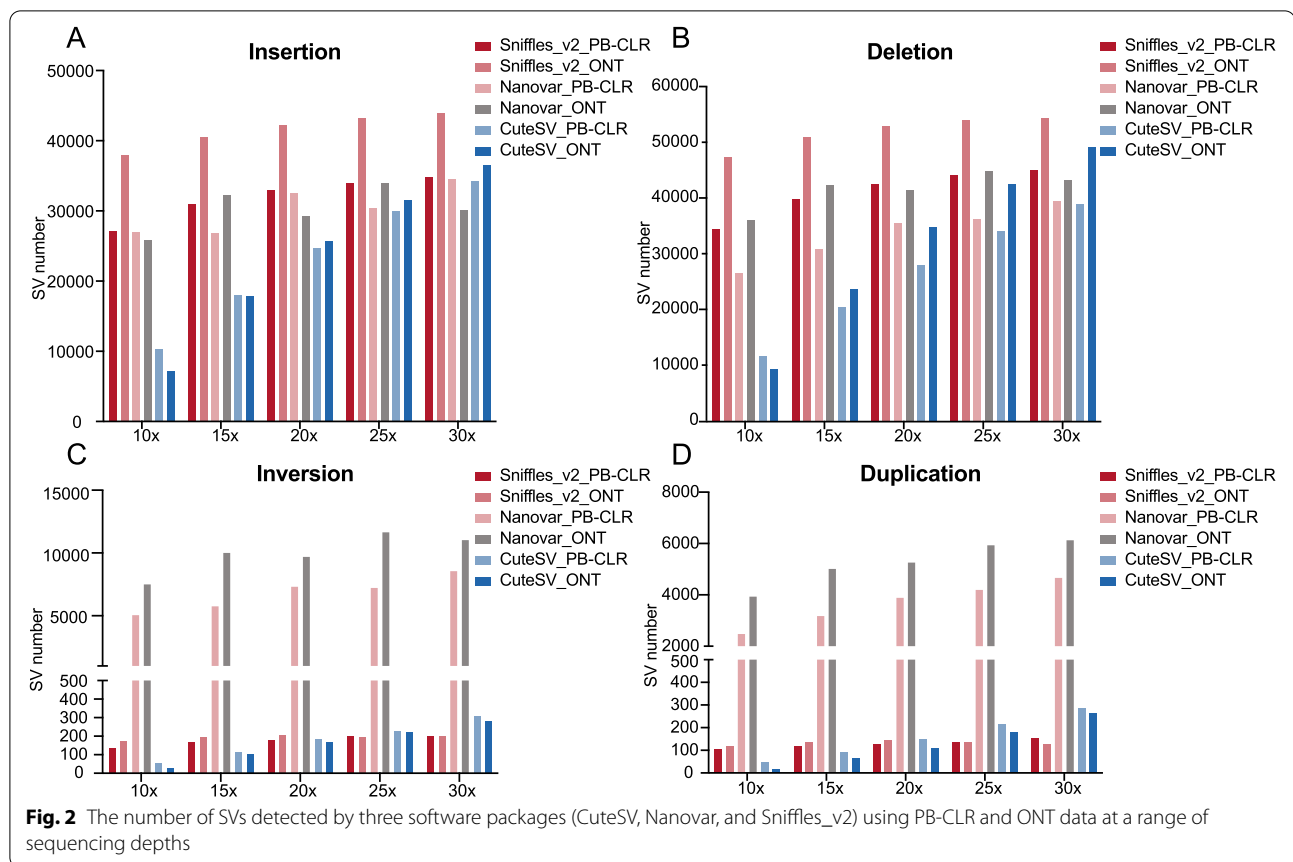 A
Insertion
Sniffles_v2_PB-CLR
Sniffles_v2_ONT
Nanovar_PB-CLR
Nanovar_ONT
CuteSV_PB-CLR
CuteSV_ONT
SV number
50000
40000
30000
20000
10000
0
10x 15x 20x 25x 30x
B
Deletion
Sniffles_v2_PB-CLR
Sniffles_v2_ONT
Nanovar_PB-CLR
Nanovar_ONT
CuteSV_PB-CLR
CuteSV_ONT
SV number
60000
50000
40000
30000
20000
10000
0
10x 15x 20x 25x 30x
C
Inversion
Sniffles_v2_PB-CLR
Sniffles_v2_ONT
Nanovar_PB-CLR
Nanovar_ONT
CuteSV_PB-CLR
CuteSV_ONT
SV number
15000
10000
5000
500
400
300
200
100
0
10x 15x 20x 25x 30x
D
Duplication
Sniffles_v2_PB-CLR
Sniffles_v2_ONT
Nanovar_PB-CLR
Nanovar_ONT
CuteSV_PB-CLR
CuteSV_ONT
SV number
8000
6000
4000
2000
500
400
300
200
100
0
10x 15x 20x 25x 30x
Fig. 2 The number of SVs detected by three software packages (CuteSV, Nanovar, and Sniffles_v2) using PB-CLR and ONT data at a range of
sequencing depths